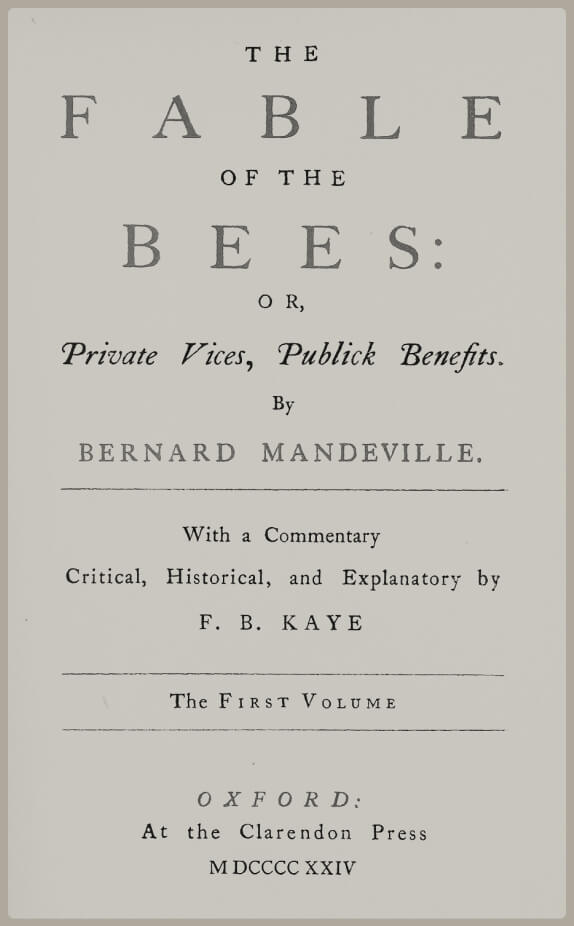 THE
FABLE
OF THE
BEES:
OR,
Private Vices, Publick Benefits.
By
BERNARD MANDEVILLE.
With a Commentary
Critical, Historical, and Explanatory by
F. B. KAYE
The FIRST VOLUME
OXFORD:
At the Clarendon Press
MDCCCCXXIV